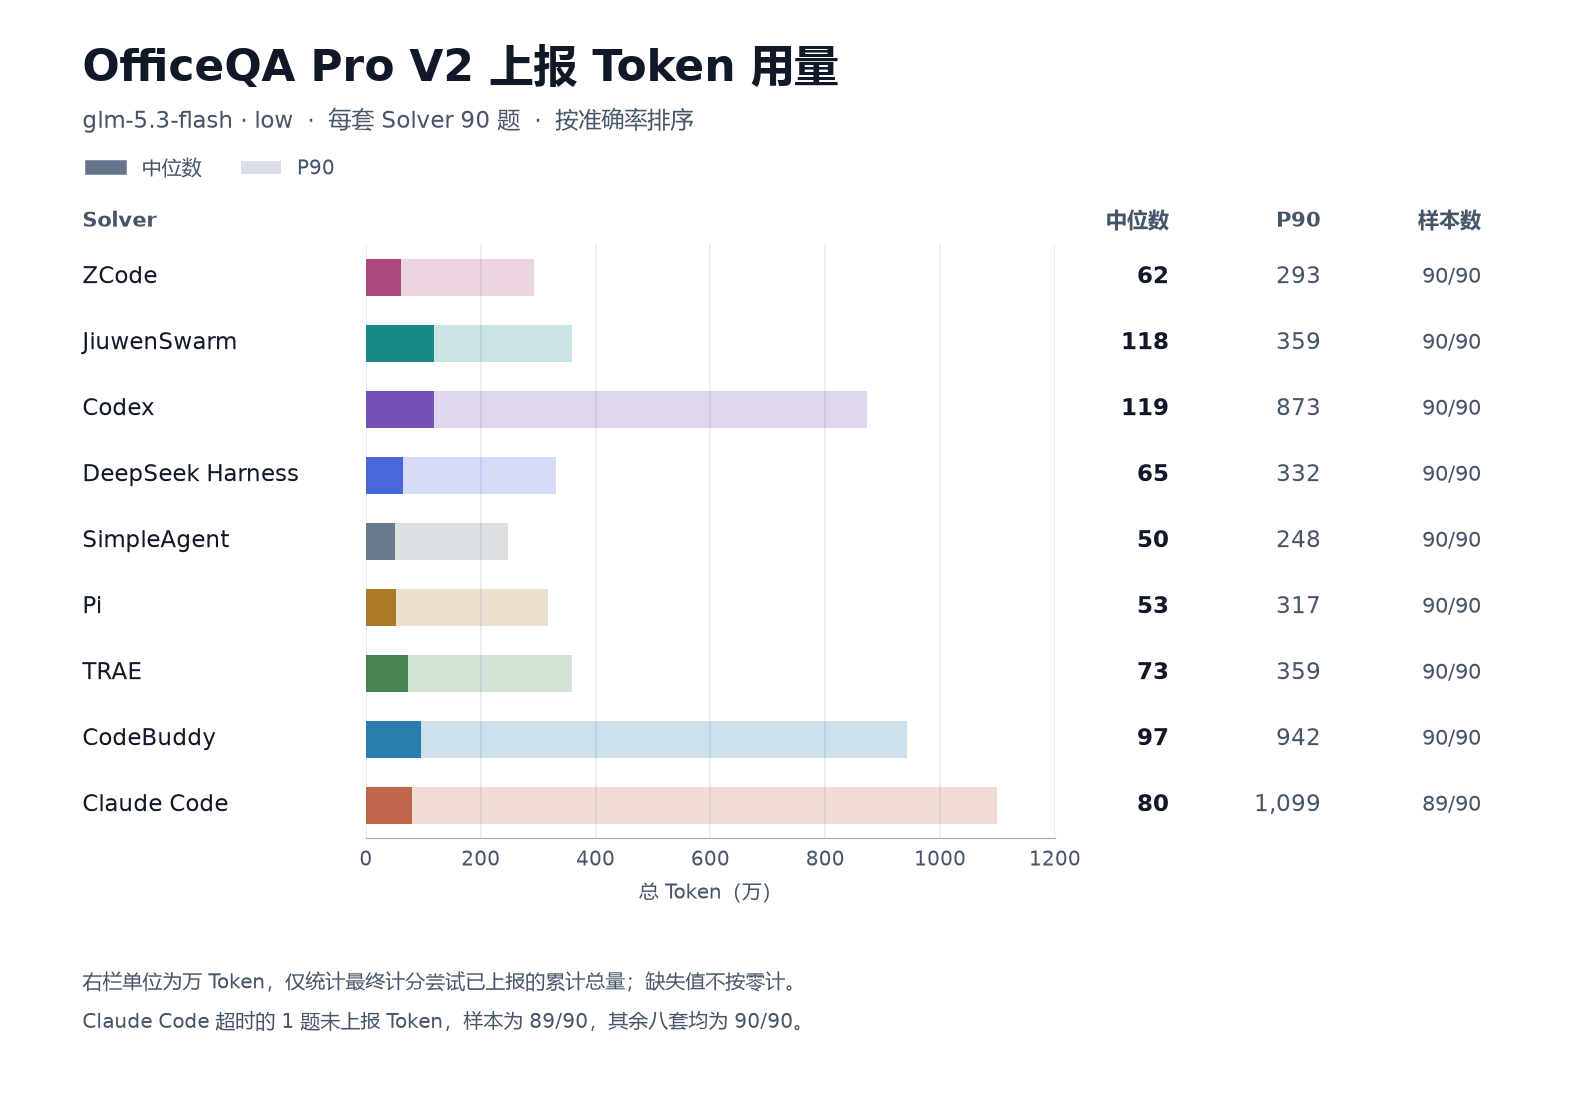 OfficeQA Pro V2 上报 Token 用量
glm-5.3-flash · low · 每套 Solver 90 题 · 按准确率排序
中位数 P90
Solver 中位数 P90 样本数
ZCode 62 293 90/90
JiuwenSwarm 118 359 90/90
Codex 119 873 90/90
DeepSeek Harness 65 332 90/90
SimpleAgent 50 248 90/90
Pi 53 317 90/90
TRAE 73 359 90/90
CodeBuddy 97 942 90/90
Claude Code 80 1,099 89/90
0 200 400 600 800 1000 1200
总 Token（万）
右栏单位为万 Token，仅统计最终计分尝试已上报的累计总量；缺失值不按零计。
Claude Code 超时的 1 题未上报 Token，样本为 89/90，其余八套均为 90/90。